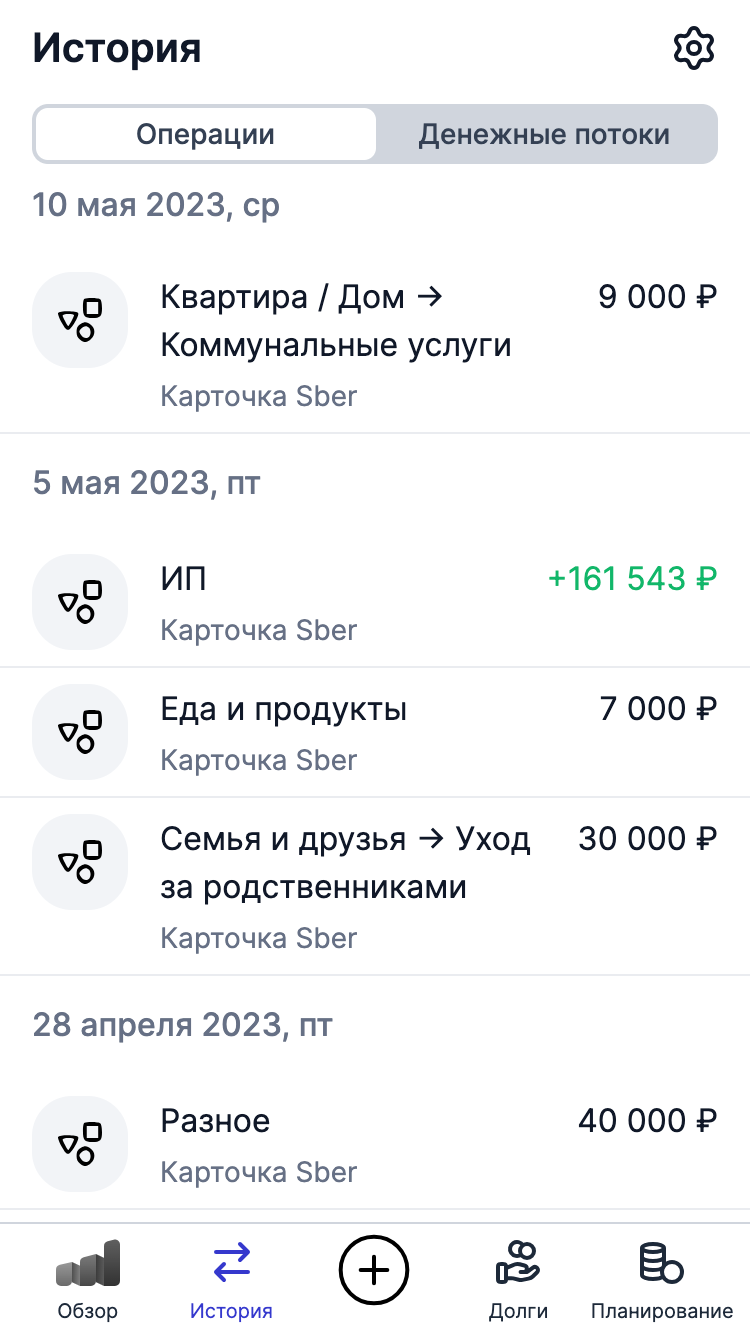 История
Операции
Денежные потоки
10 мая 2023, ср
Квартира / Дом → 9 000 ₽
Коммунальные услуги
Карточка Sber
5 мая 2023, пт
ИП +161 543 ₽
Карточка Sber
Еда и продукты 7 000 ₽
Карточка Sber
Семья и друзья → Уход 30 000 ₽
за родственниками
Карточка Sber
28 апреля 2023, пт
Разное 40 000 ₽
Карточка Sber
Обзор
История
Долги
Планирование